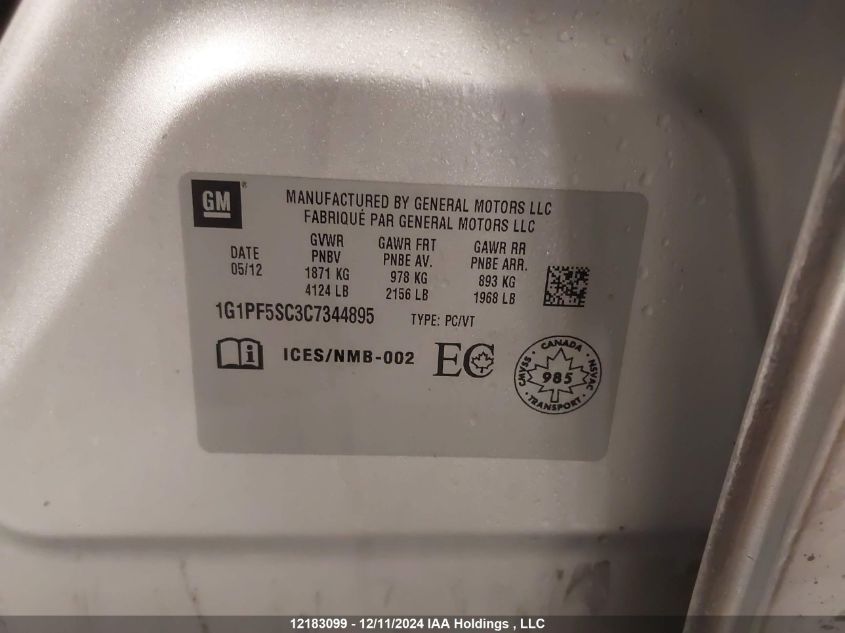 GM ®
MANUFACTURED BY GENERAL MOTORS LLC
FABRIQUÉ PAR GENERAL MOTORS LLC
DATE
05/12
GVWR
PNBV
1871 KG
4124 LB
GAWR FRT
PNBE AV.
978 KG
2156 LB
GAWR RR
PNBE ARR.
893 KG
1968 LB
1G1PF5SC3C7344895 TYPE: PC/VT
i ICES/NMB-002 EC
CANADA
CMVSS 985 NSVAC
TRANSPORT
12183099 - 12/11/2024 IAA Holdings , LLC